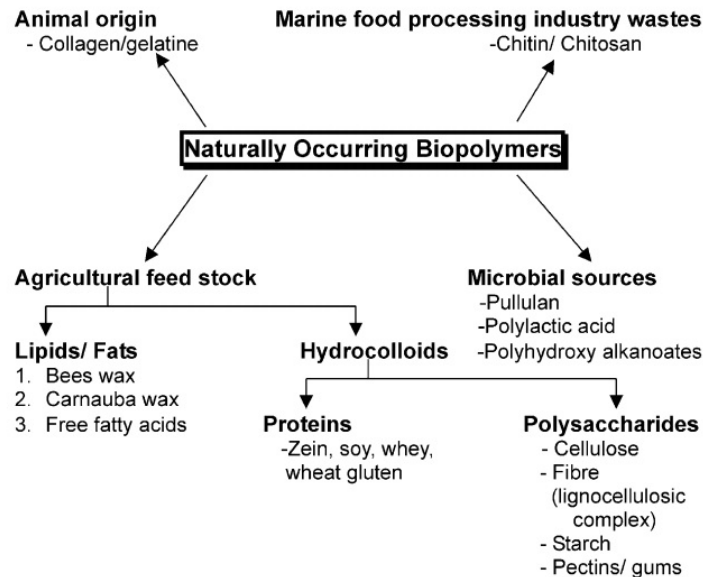 Animal origin
- Collagen/gelatine
Marine food processing industry wastes
-Chitin/ Chitosan
Naturally Occurring Biopolymers
Agricultural feed stock
Microbial sources
-Pullulan
-Polylactic acid
-Polyhydroxy alkanoates
Lipids/ Fats
1. Bees wax
2. Carnauba wax
3. Free fatty acids
Hydrocolloids
Proteins
-Zein, soy, whey,
wheat gluten
Polysaccharides
- Cellulose
- Fibre
(lignocellulosic
complex)
- Starch
- Pectins/ gums